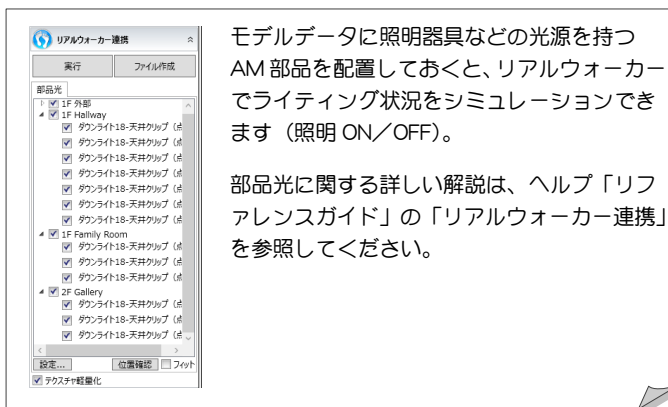 リアルウォーカー連携
実行
ファイル作成
部品光
1F 外部
1F Hallway
ダウンライト18-天井クリップ（点
ダウンライト18-天井クリップ（点
ダウンライト18-天井クリップ（点
ダウンライト18-天井クリップ（点
ダウンライト18-天井クリップ（点
ダウンライト18-天井クリップ（点
1F Family Room
ダウンライト18-天井クリップ（点
ダウンライト18-天井クリップ（点
ダウンライト18-天井クリップ（点
2F Gallery
ダウンライト18-天井クリップ（点
ダウンライト18-天井クリップ（点
ダウンライト18-天井クリップ（点
設定...
位置確認
フィット
テクスチャ軽量化
モデルデータに照明器具などの光源を持つ
AM 部品を配置しておくと、リアルウォーカー
でライティング状況をシミュレーションでき
ます（照明 ON／OFF）。
部品光に関する詳しい解説は、ヘルプ「リフ
ァレンスガイド」の「リアルウォーカー連携」
を参照してください。